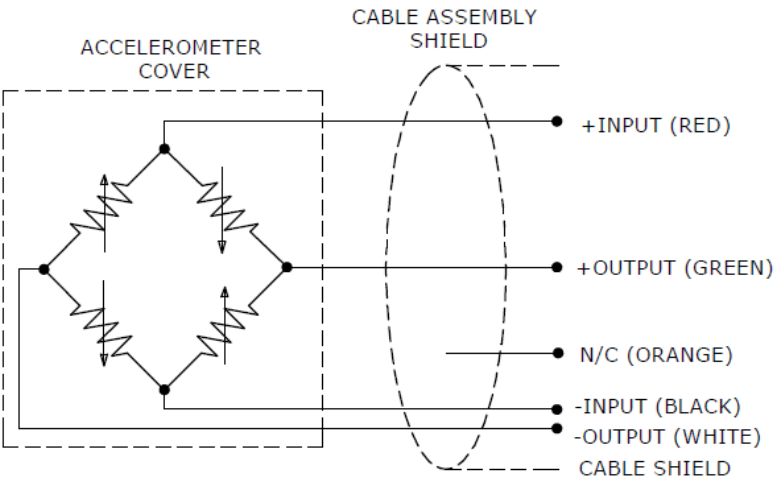 CABLE ASSEMBLY
SHIELD
ACCELEROMETER
COVER
+INPUT (RED)
+OUTPUT (GREEN)
N/C (ORANGE)
-INPUT (BLACK)
-OUTPUT (WHITE)
CABLE SHIELD